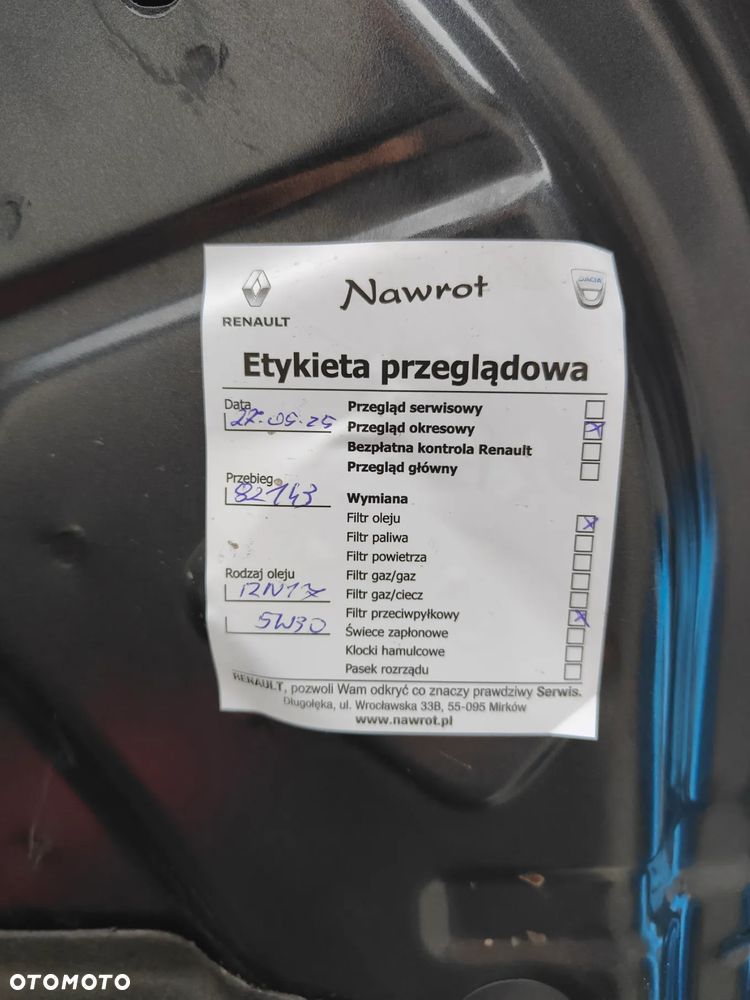 RENAULT
Nawrot
DACIA
Etykieta przeglądowa
Data
27.05.25
Przegląd serwisowy
Przegląd okresowy
Bezpłatna kontrola Renault
Przegląd główny
Przebieg
82143
Wymiana
Filtr oleju
Filtr paliwa
Filtr powietrza
Filtr gaz/gaz
Filtr gaz/ciecz
Filtr przeciwpyłkowy
Świece zapłonowe
Klocki hamulcowe
Pasek rozrządu
Rodzaj oleju
RN17
5W30
RENAULT, pozwoli Wam odkryć co znaczy prawdziwy Serwis.
Długołęka, ul. Wrocławska 33B, 55-095 Mirków
www.nawrot.pl
OTOMOTO